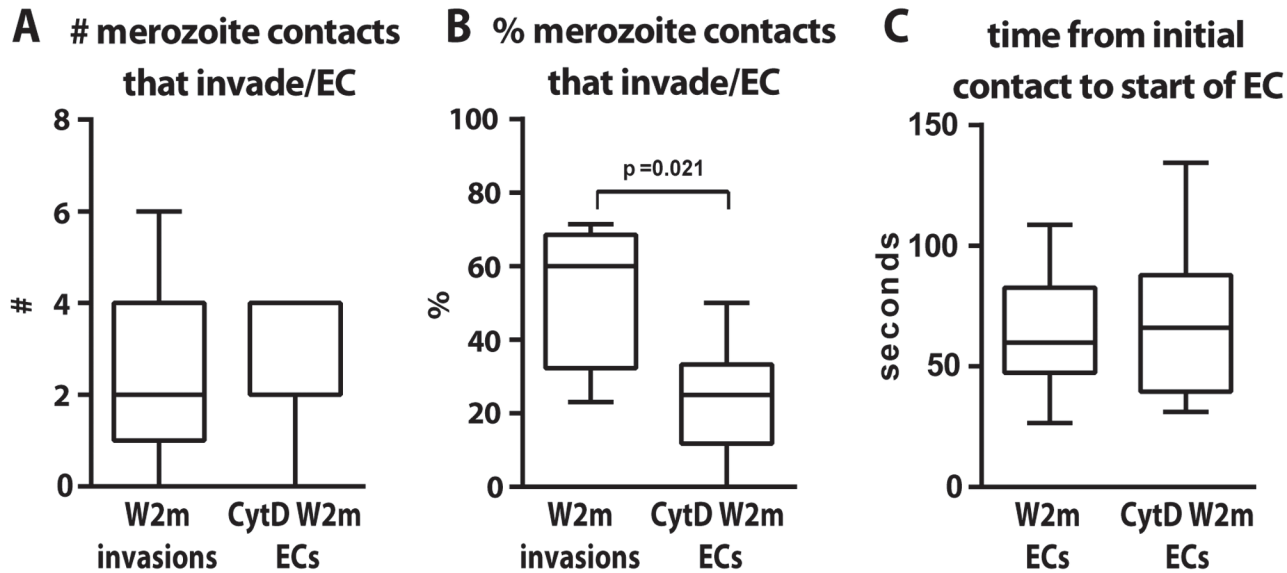 A # merozoite contacts
that invade/EC
8
6
4
2
0
#
W2m
invasions
CytD W2m
ECs
B % merozoite contacts
that invade/EC
100
80
60
40
20
0
%
p =0.021
W2m
invasions
CytD W2m
ECs
C time from initial
contact to start of EC
150
100
50
0
seconds
W2m
ECs
CytD W2m
ECs